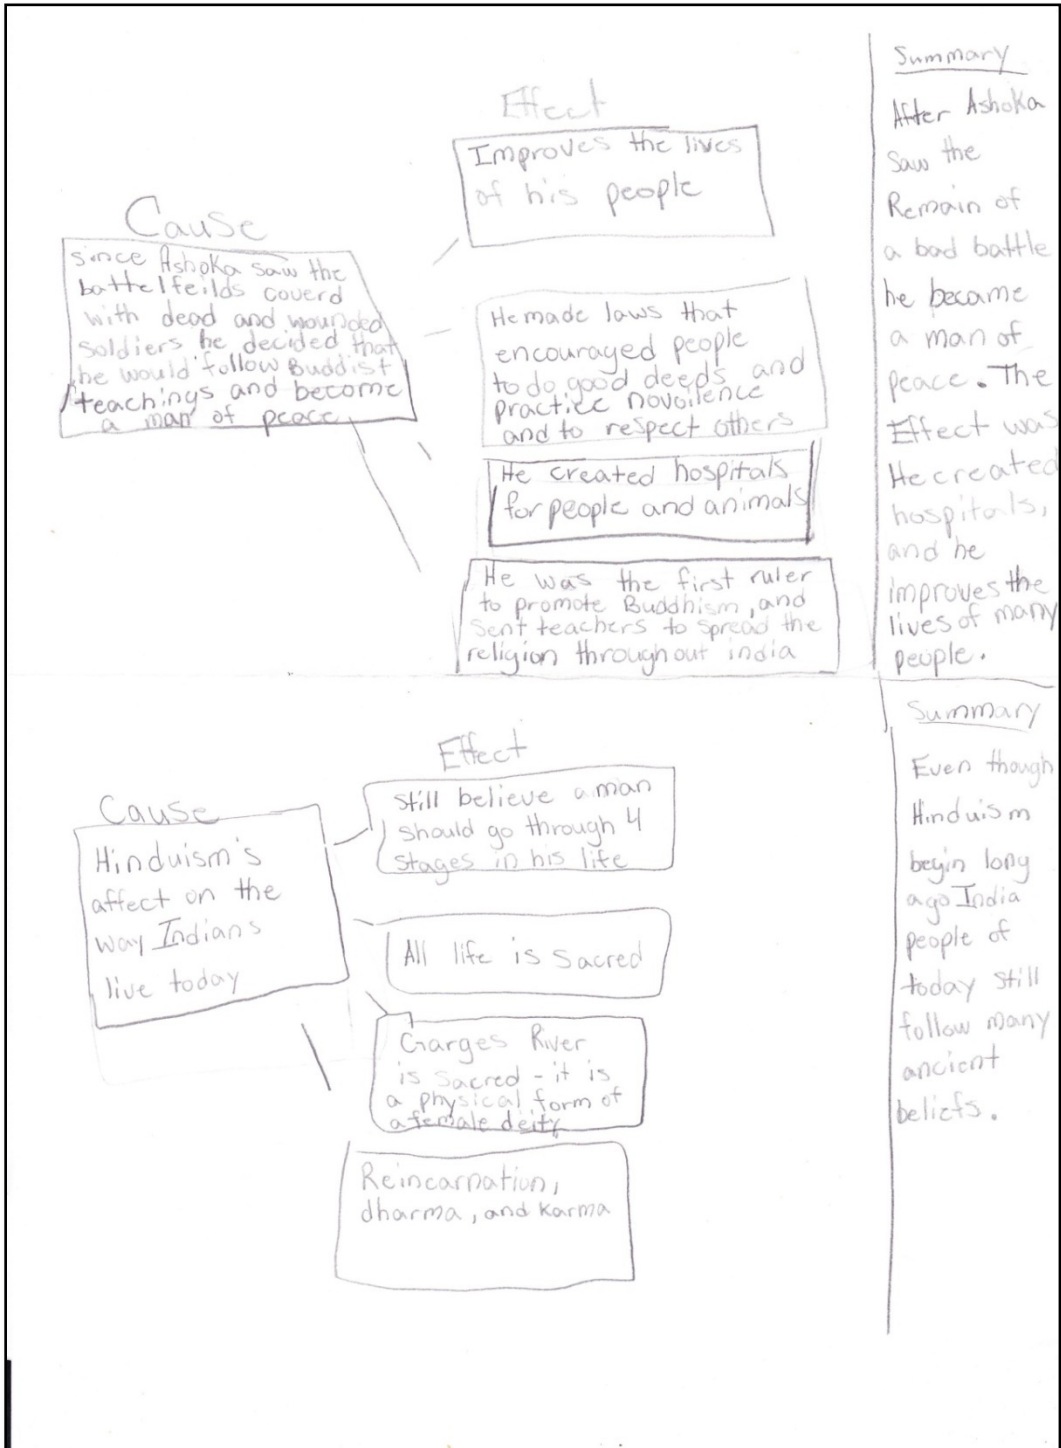 Cause
since Ashoka saw the
battelfeilds coverd
with dead and wounded
soldiers he decided that
he would follow Buddist
teachings and become
a man of peace
Effect
Improves the lives
of his people
He made laws that
encouraged people
to do good deeds and
practice novoilence
and to respect others
He created hospitals
for people and animals
He was the first ruler
to promote Buddhism, and
sent teachers to spread the
religion throughout india
Summary
After Ashoka
saw the
Remain of
a bad battle
he became
a man of
peace. The
Effect was
He created
hospitals,
and he
improves the
lives of many
people.
Cause
Hinduism's
affect on the
way Indians
live today
Effect
Still believe a man
should go through 4
stages in his life
All life is sacred
Garges River
is sacred - it is
a physical form of
a female deity
Reincarnation,
dharma, and karma
Summary
Even though
Hinduism
begin long
ago India
people of
today still
follow many
ancient
beliefs.